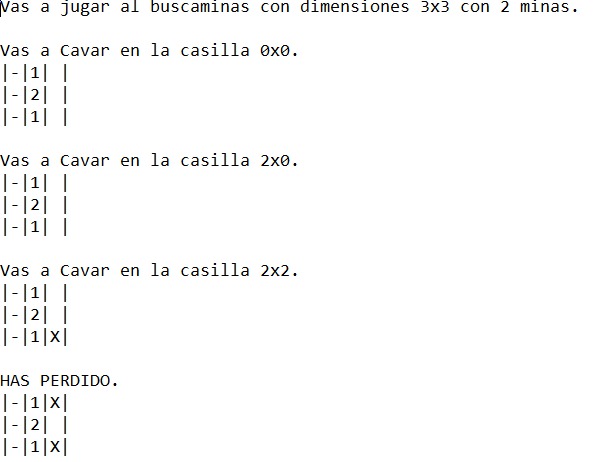 Vas a jugar al buscaminas con dimensiones 3x3 con 2 minas.
Vas a Cavar en la casilla 0x0.
|-|1| |
|-|2| |
|-|1| |
Vas a Cavar en la casilla 2x0.
|-|1| |
|-|2| |
|-|1| |
Vas a Cavar en la casilla 2x2.
|-|1| |
|-|2| |
|-|1|X|
HAS PERDIDO.
|-|1|X|
|-|2| |
|-|1|X|